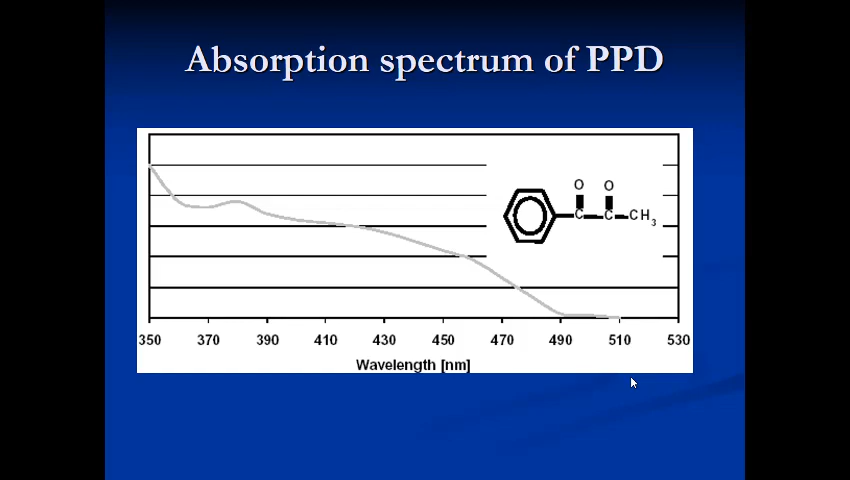 Absorption spectrum of PPD
O O
C C CH3
350 370 390 410 430 450 470 490 510 530
Wavelength [nm]